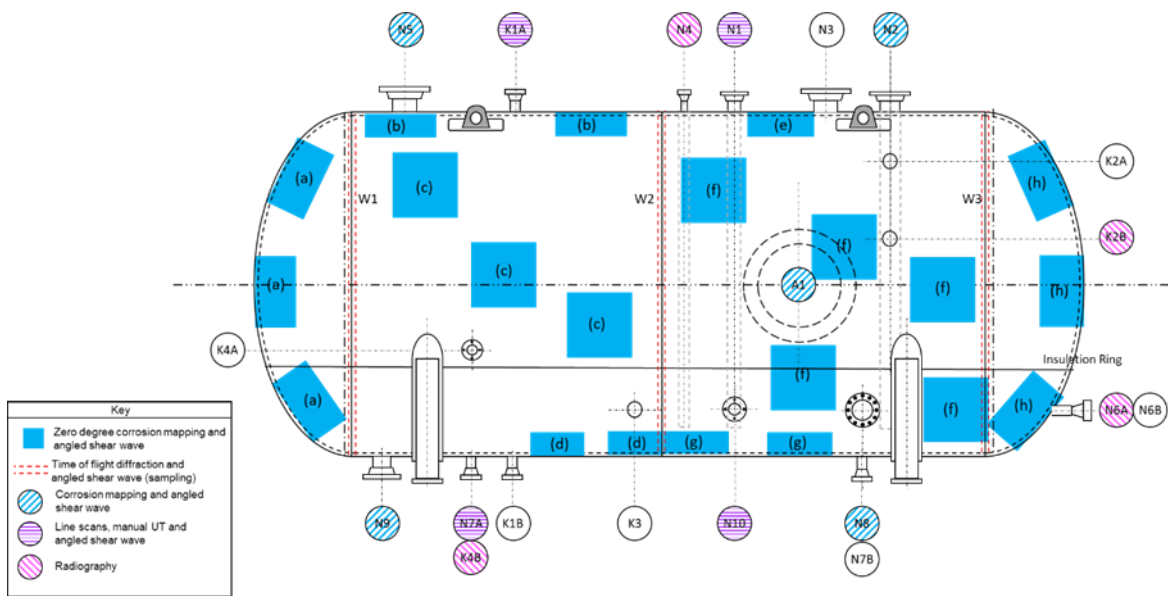 N5
K1A
N4
N1
N3
N2
(b)
(b)
(e)
(a)
(c)
W1
W2
(f)
W3
(h)
K2A
(f)
K2B
(a)
(c)
A1
(f)
(h)
(c)
K4A
Insulation Ring
(a)
(f)
(f)
(h)
N6A
N6B
(d)
(d)
(g)
(g)
N9
N7A
K1B
K3
N10
N8
K4B
N7B
Key
Zero degree corrosion mapping and
angled shear wave
Time of flight diffraction and
angled shear wave (sampling)
Corrosion mapping and angled
shear wave
Line scans, manual UT and
angled shear wave
Radiography